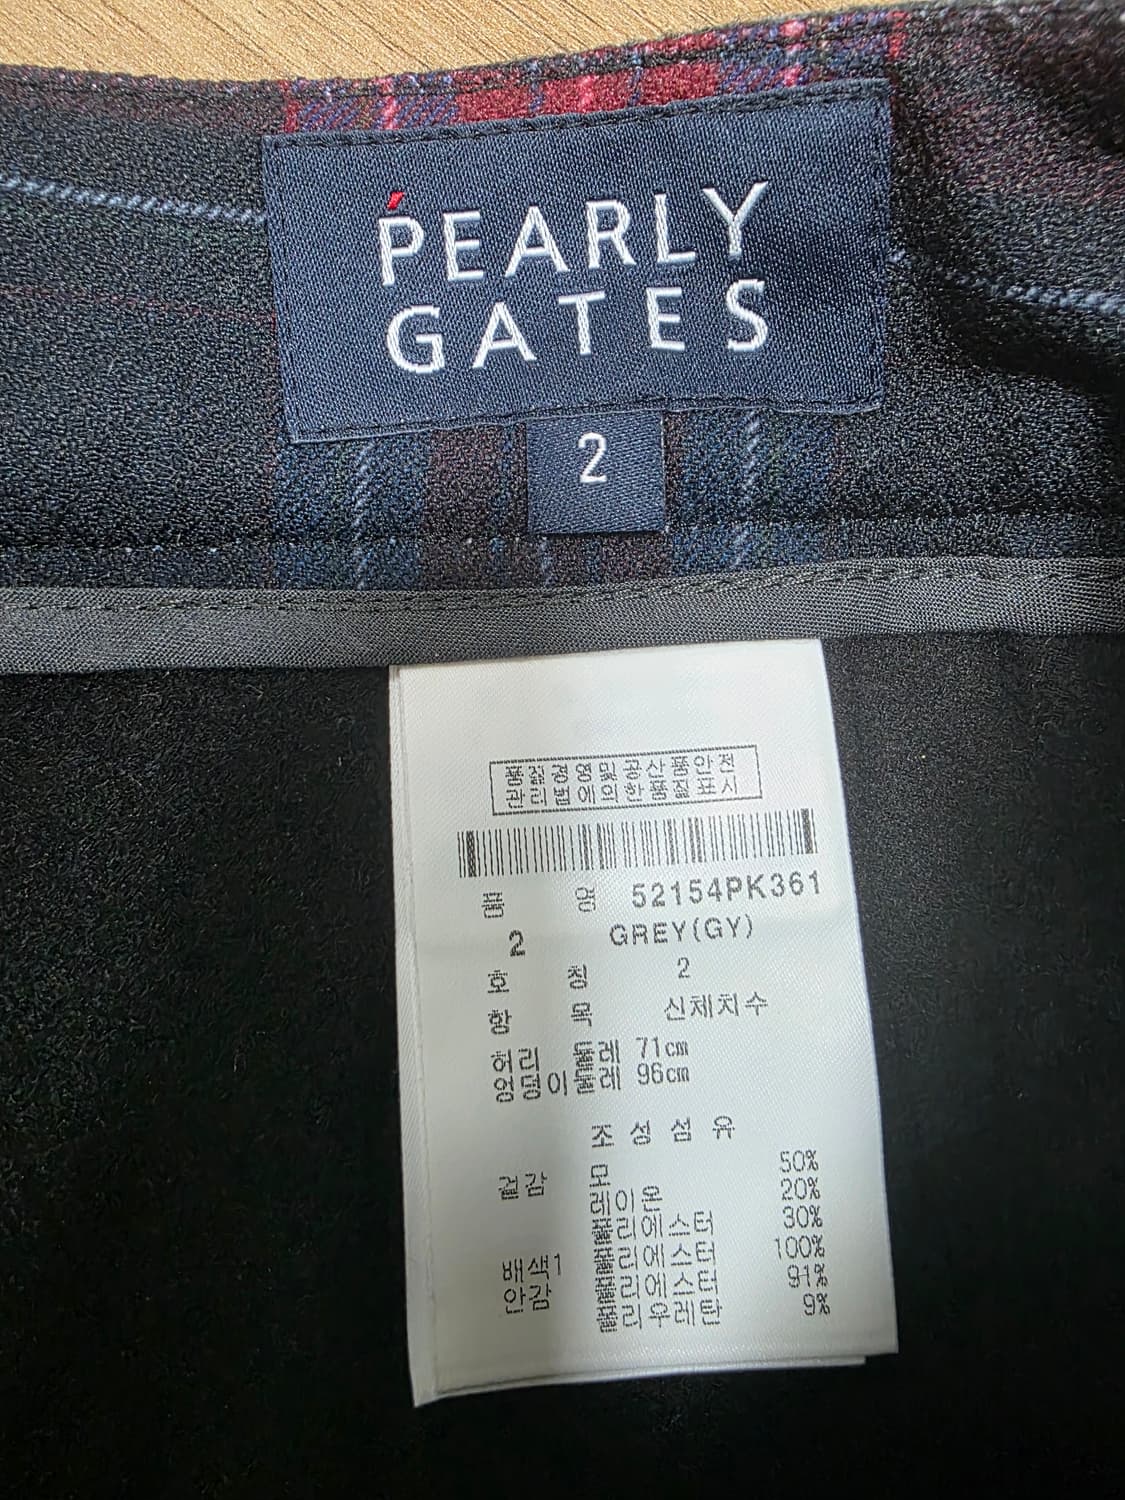 PEARLY
GATES
2
품질경영및공산품안전
관리법에의한품질표시
품 명 52154PK361
2 GREY(GY)
호 칭 2
항 목 신체치수
허리 둘레 71cm
엉덩이둘레 96cm
조성섬유
겉감 모 50%
레이온 20%
폴리에스터 30%
배색1 폴리에스터 100%
안감 폴리에스터 91%
폴리우레탄 9%